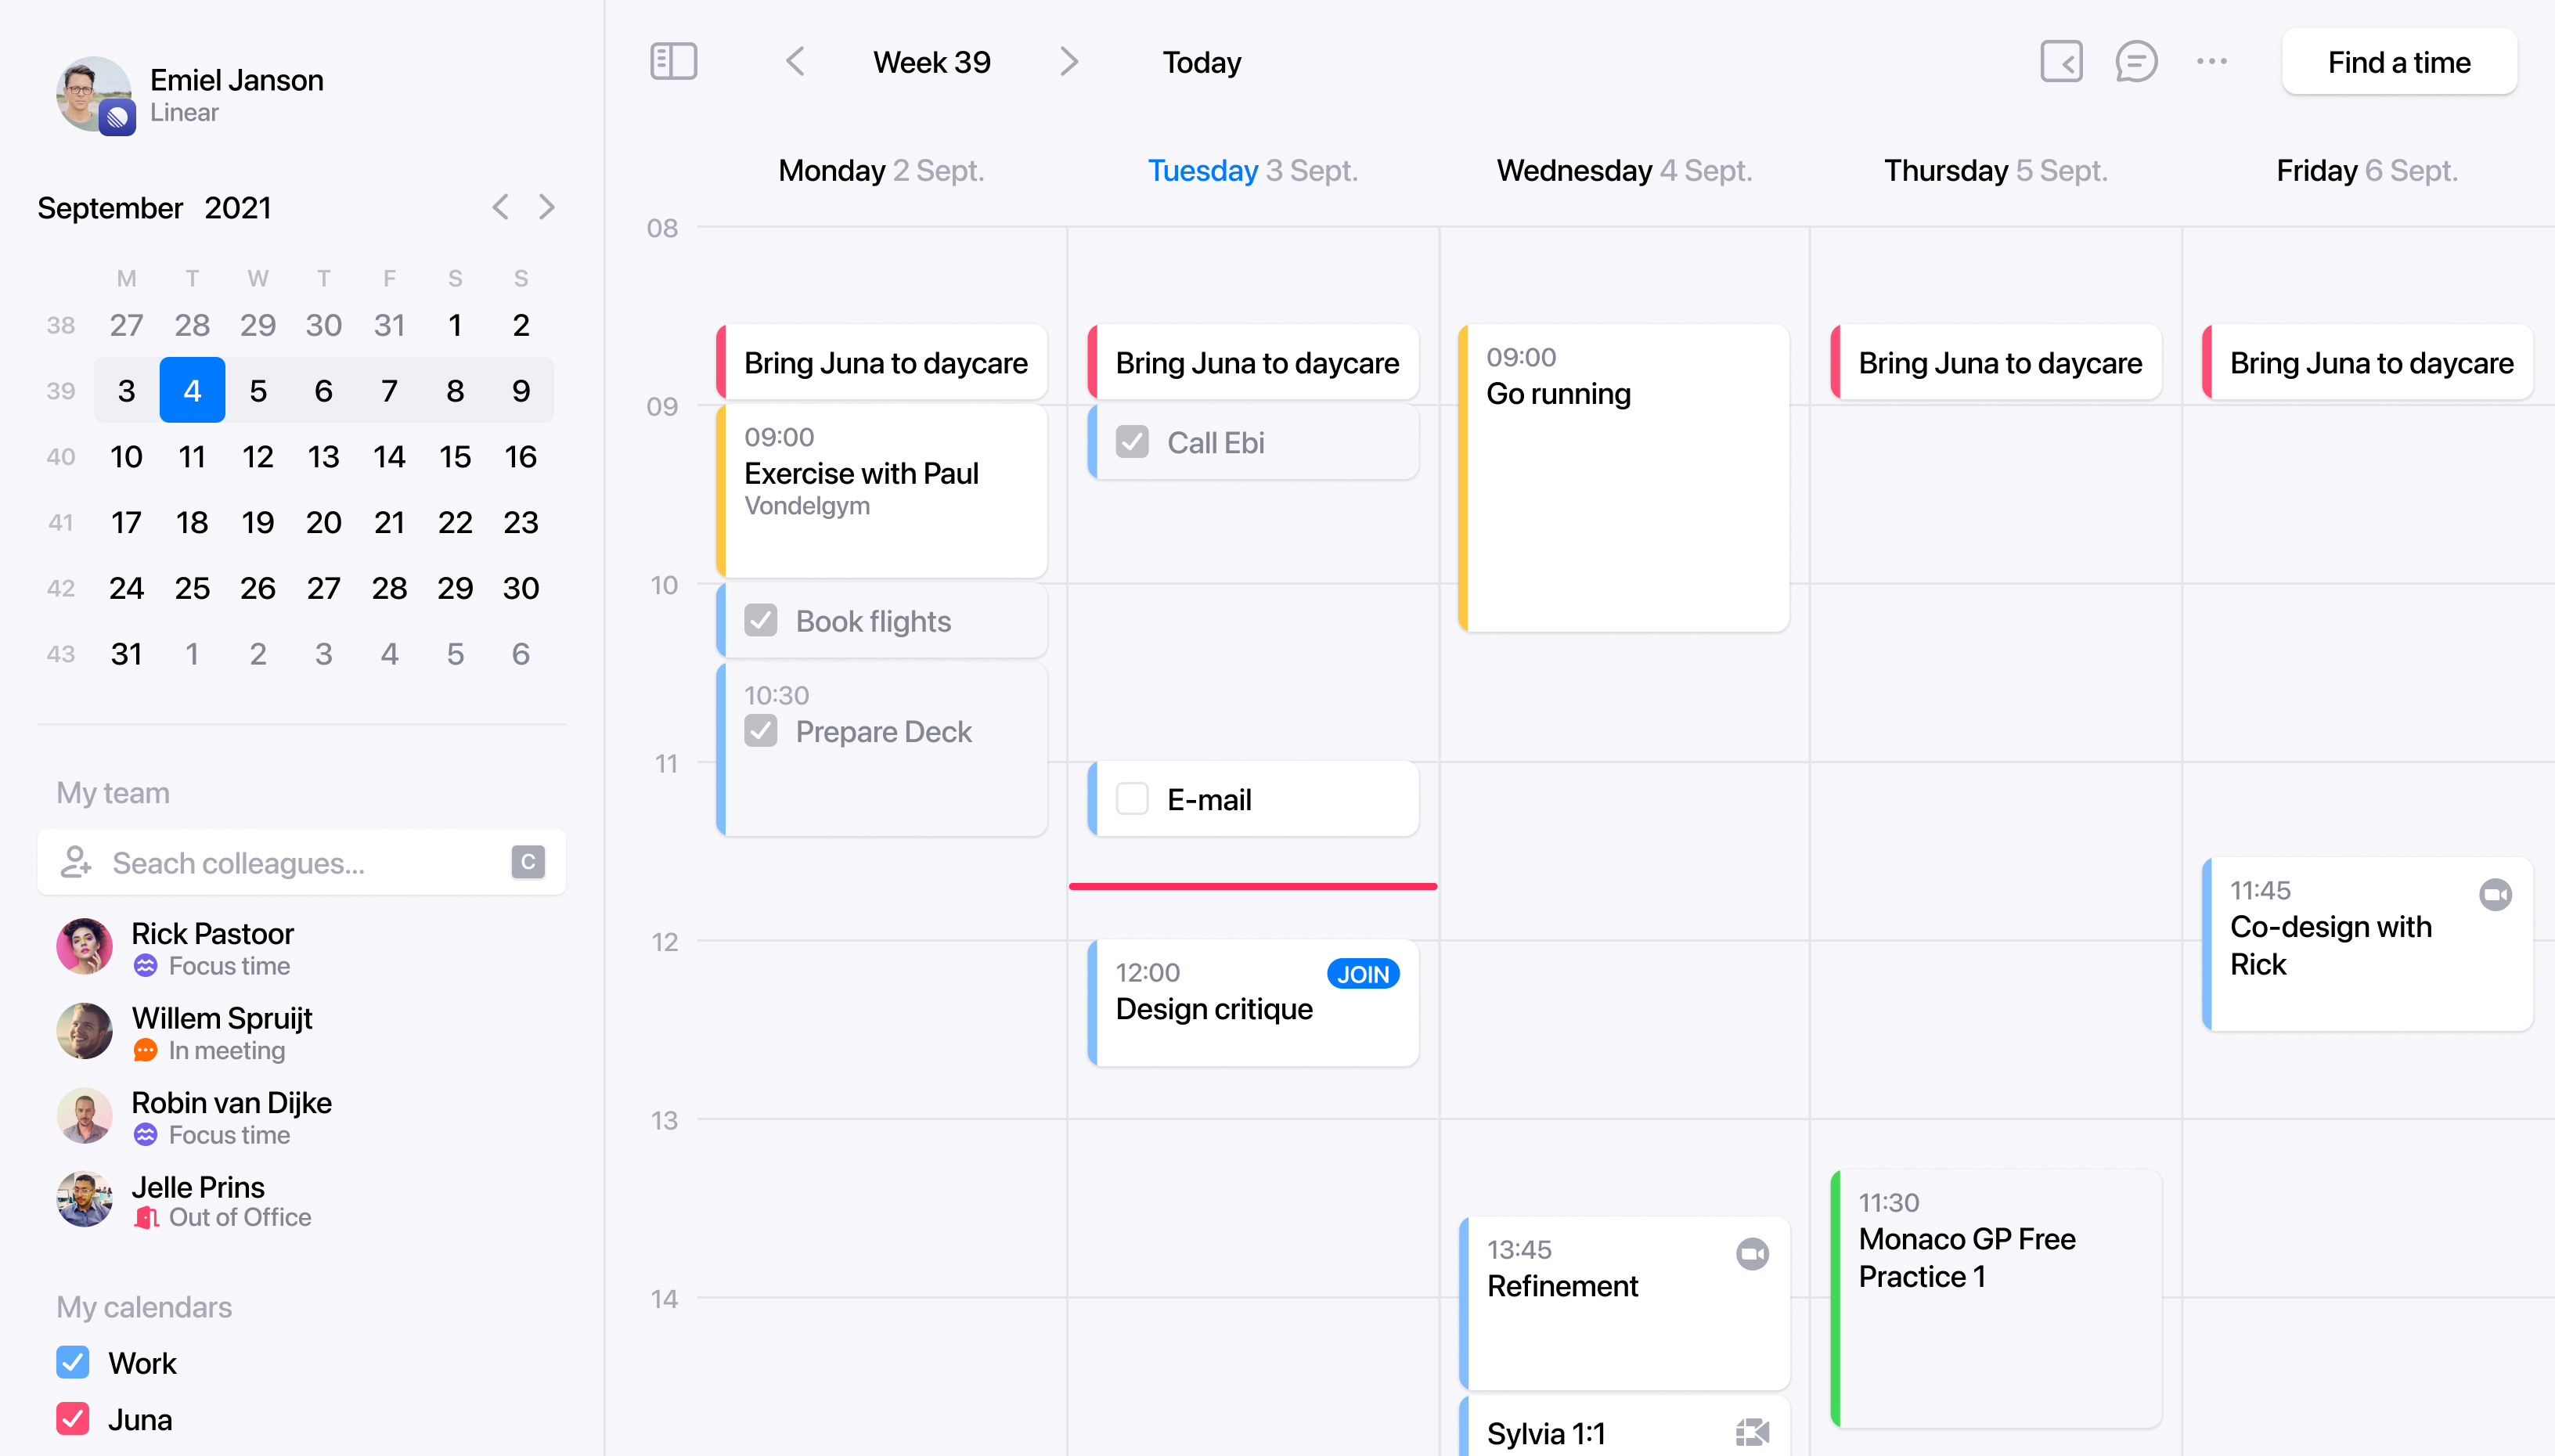 Emiel Janson
Linear
September 2021
M T W T F S S
38 27 28 29 30 31 1 2
39 3 4 5 6 7 8 9
40 10 11 12 13 14 15 16
41 17 18 19 20 21 22 23
42 24 25 26 27 28 29 30
43 31 1 2 3 4 5 6
My team
Seach colleagues... C
Rick Pastoor
Focus time
Willem Spruijt
In meeting
Robin van Dijke
Focus time
Jelle Prins
Out of Office
My calendars
Work
Juna
Week 39
Today
Find a time
Monday 2 Sept.
Tuesday 3 Sept.
Wednesday 4 Sept.
Thursday 5 Sept.
Friday 6 Sept.
08
09
10
11
12
13
14
Bring Juna to daycare
09:00
Exercise with Paul
Vondelgym
Book flights
10:30
Prepare Deck
Bring Juna to daycare
Call Ebi
E-mail
12:00 JOIN
Design critique
09:00
Go running
13:45
Refinement
Sylvia 1:1
Bring Juna to daycare
11:30
Monaco GP Free
Practice 1
Bring Juna to daycare
11:45
Co-design with
Rick